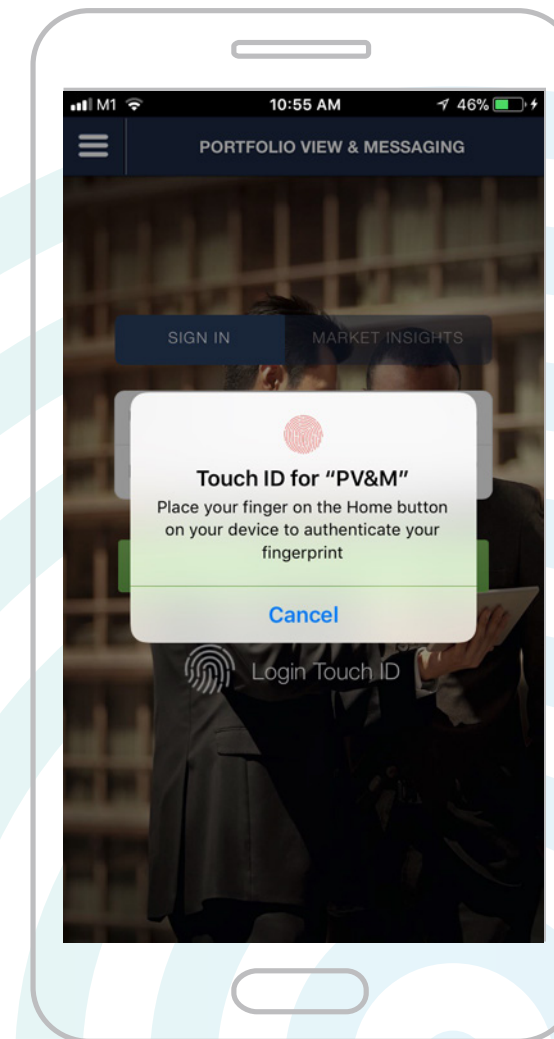 M1
10:55 AM
46%
PORTFOLIO VIEW & MESSAGING
SIGN IN
MARKET INSIGHTS
Touch ID for “PV&M”
Place your finger on the Home button
on your device to authenticate your
fingerprint
Cancel
Login Touch ID